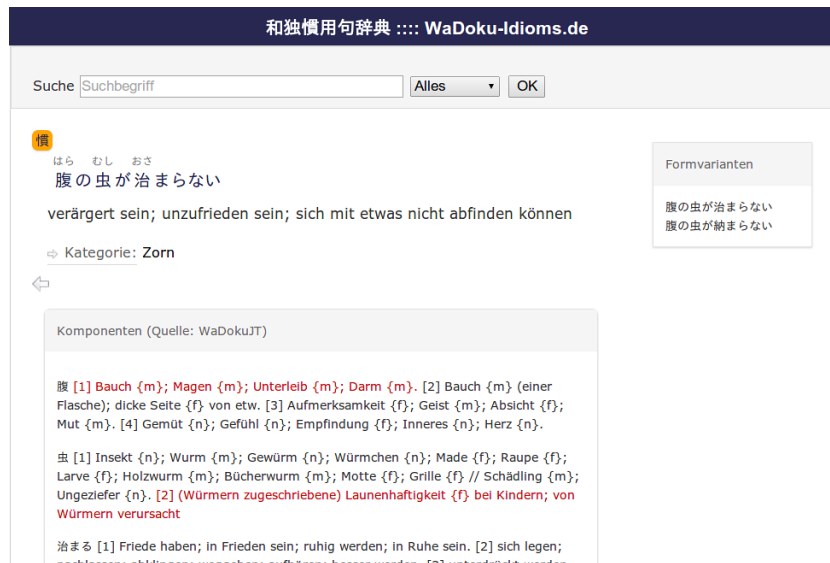 和独慣用句辞典 :::: WaDoku-Idioms.de
Suche Suchbegriff Alles OK
慣
はら むし おさ
腹の虫が治まらない
verärgert sein; unzufrieden sein; sich mit etwas nicht abfinden können
⇨ Kategorie: Zorn
Formvarianten
腹の虫が治まらない
腹の虫が納まらない
Komponenten (Quelle: WaDokuJT)
腹 [1] Bauch {m}; Magen {m}; Unterleib {m}; Darm {m}. [2] Bauch {m} (einer
Flasche); dicke Seite {f} von etw. [3] Aufmerksamkeit {f}; Geist {m}; Absicht {f};
Mut {m}. [4] Gemüt {n}; Gefühl {n}; Empfindung {f}; Inneres {n}; Herz {n}.
虫 [1] Insekt {n}; Wurm {m}; Gewürm {n}; Würmchen {n}; Made {f}; Raupe {f};
Larve {f}; Holzwurm {m}; Bücherwurm {m}; Motte {f}; Grille {f} // Schädling {m};
Ungeziefer {n}. [2] (Würmern zugeschriebene) Launenhaftigkeit {f} bei Kindern; von
Würmern verursacht
治まる [1] Friede haben; in Frieden sein; ruhig werden; in Ruhe sein. [2] sich legen;